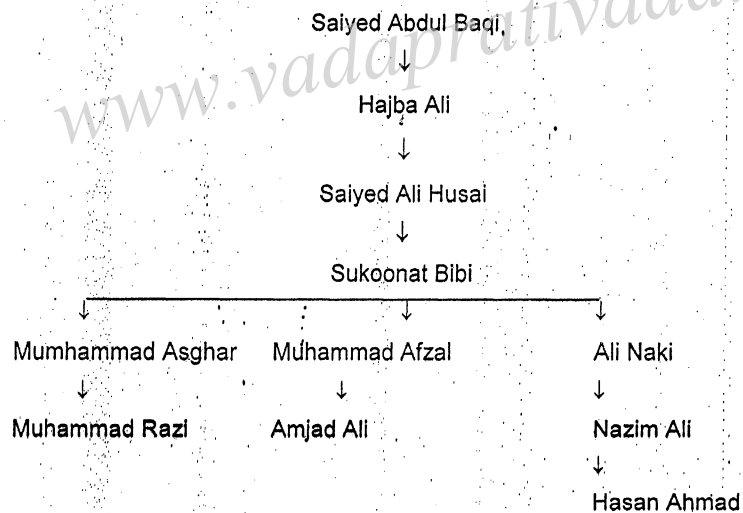 Saiyed Abdul Baqi,
www.vadaprativada.
↓
Hajba Ali
↓
Saiyed Ali Husai
↓
Sukoonat Bibi
↓ ↓ ↓
Mumhammad Asghar Muhammad Afzal Ali Naki
↓ ↓ ↓
Muhammad Razi Amjad Ali Nazim Ali
↓
Hasan Ahmad